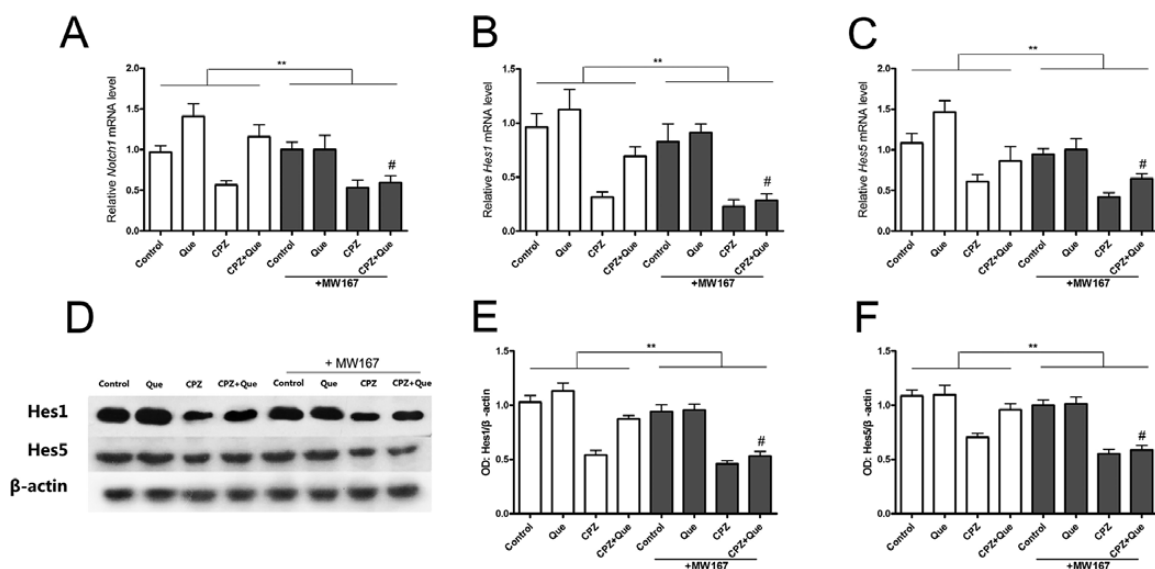 A
Relative Notch1 mRNA level
2.0
1.5
1.0
0.5
0.0
**
#
Control
Que
CPZ
CPZ+Que
Control
Que
CPZ
CPZ+Que
+MW167
B
Relative Hes1 mRNA level
1.5
1.0
0.5
0.0
**
#
Control
Que
CPZ
CPZ+Que
Control
Que
CPZ
CPZ+Que
+MW167
C
Relative Hes5 mRNA level
2.0
1.5
1.0
0.5
0.0
**
#
Control
Que
CPZ
CPZ+Que
Control
Que
CPZ
CPZ+Que
+MW167
D
+ MW167
Control Que CPZ CPZ+Que Control Que CPZ CPZ+Que
Hes1
Hes5
β-actin
E
OD: Hes1/β -actin
1.5
1.0
0.5
0.0
**
#
Control
Que
CPZ
CPZ+Que
Control
Que
CPZ
CPZ+Que
+MW167
F
OD: Hes5/β -actin
1.5
1.0
0.5
0.0
**
#
Control
Que
CPZ
CPZ+Que
Control
Que
CPZ
CPZ+Que
+MW167